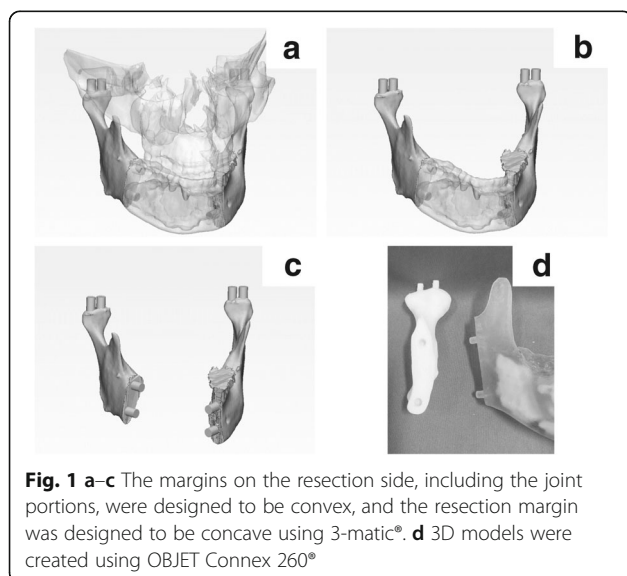 a
b
c
d
Fig. 1 a–c The margins on the resection side, including the joint
portions, were designed to be convex, and the resection margin
was designed to be concave using 3-matic®. d 3D models were
created using OBJET Connex 260®